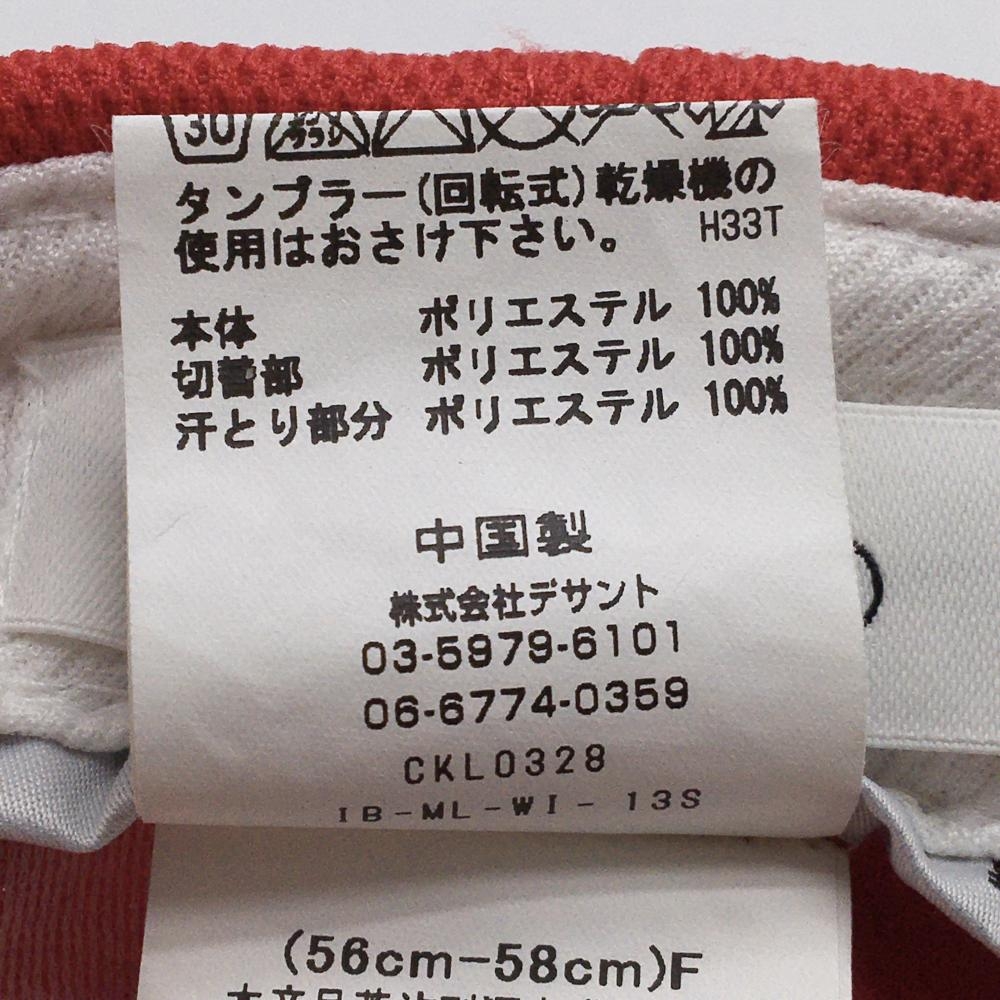 30
タンブラー(回転式)乾燥機の
使用はおさけ下さい。 H33T
本体 ポリエステル 100%
切替部 ポリエステル 100%
汗とり部分 ポリエステル 100%
中国製
株式会社デサント
03-5979-6101
06-6774-0359
CKL0328
IB-ML-WI-13S
(56cm-58cm)F